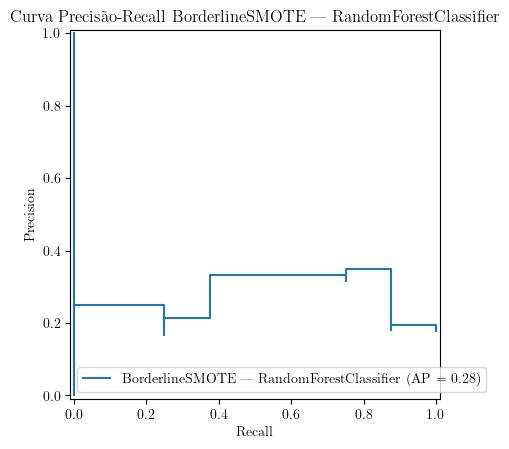 Curva Precisão-Recall BorderlineSMOTE — RandomForestClassifier
1.0
0.8
0.6
0.4
0.2
0.0
Precision
BorderlineSMOTE — RandomForestClassifier (AP = 0.28)
0.0 0.2 0.4 0.6 0.8 1.0
Recall